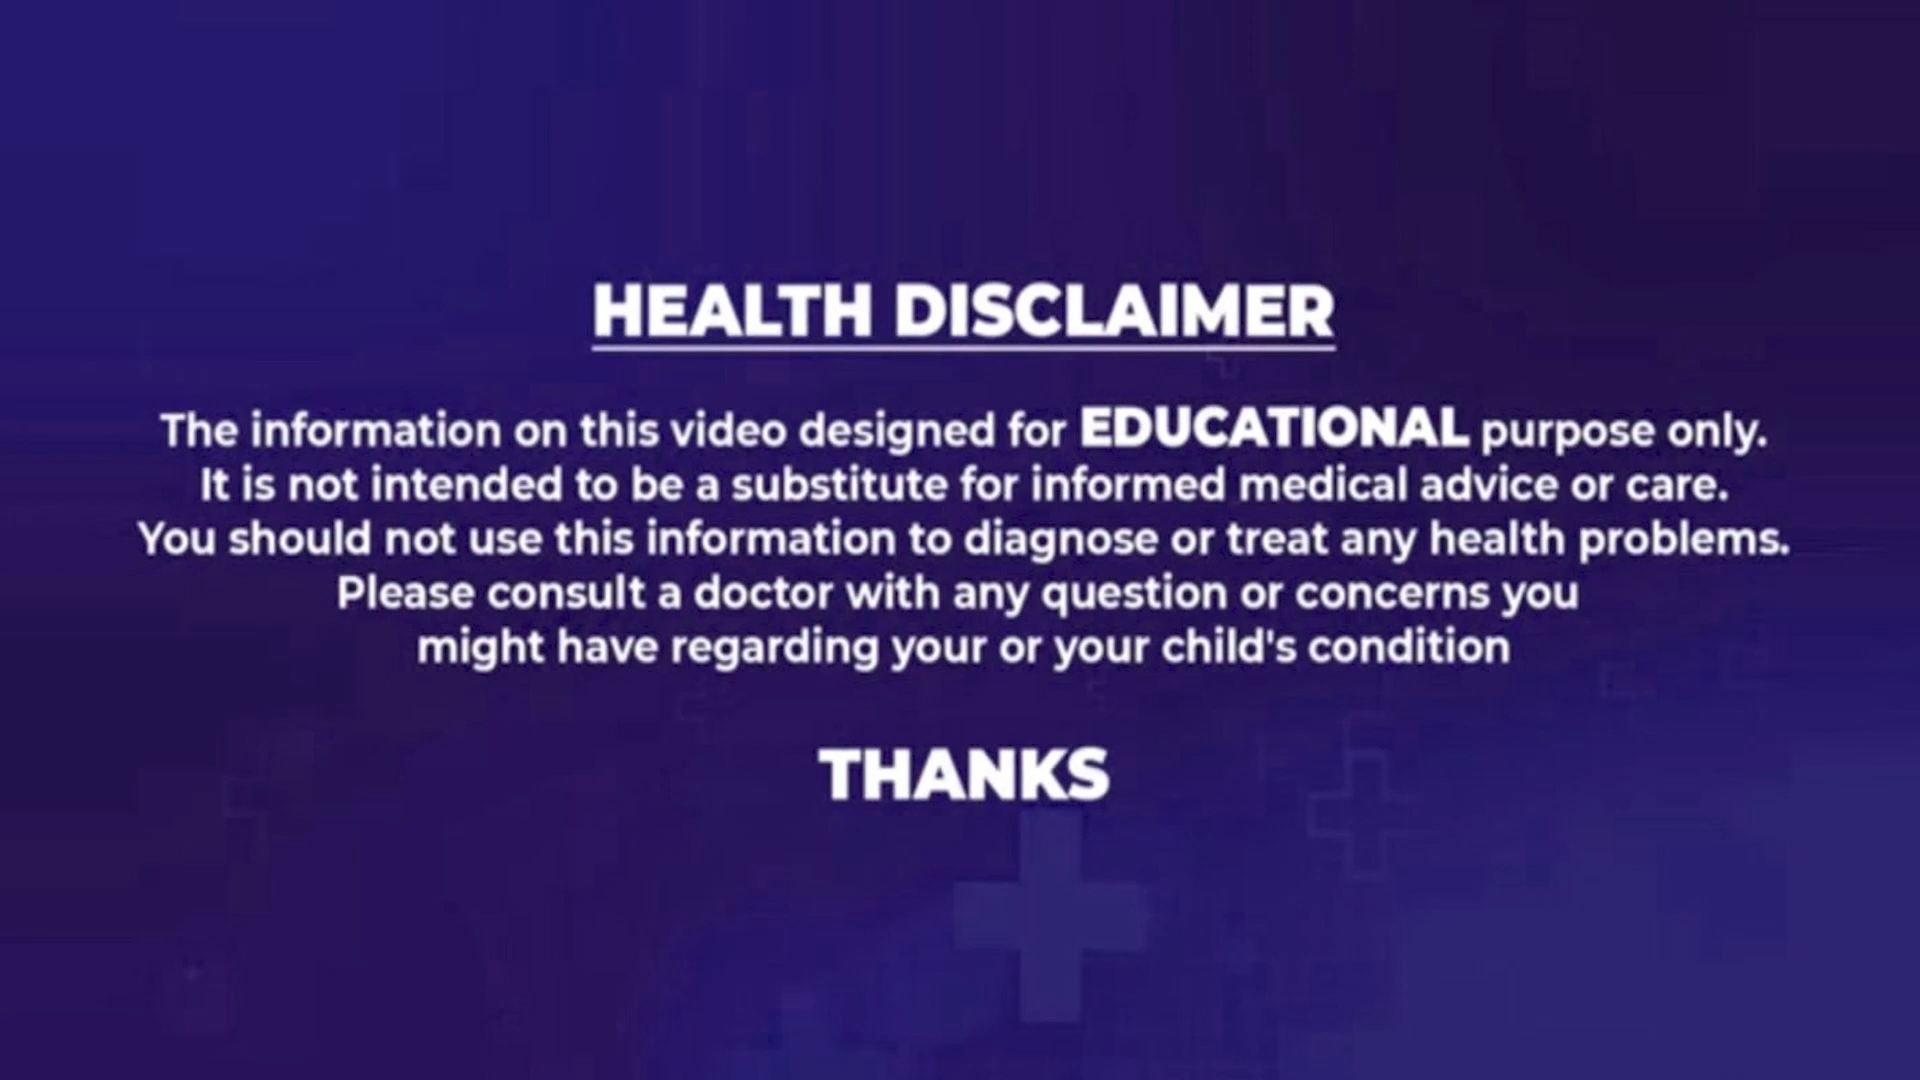 HEALTH DISCLAIMER
The information on this video designed for EDUCATIONAL purpose only.
It is not intended to be a substitute for informed medical advice or care.
You should not use this information to diagnose or treat any health problems.
Please consult a doctor with any question or concerns you
might have regarding your or your child's condition
THANKS